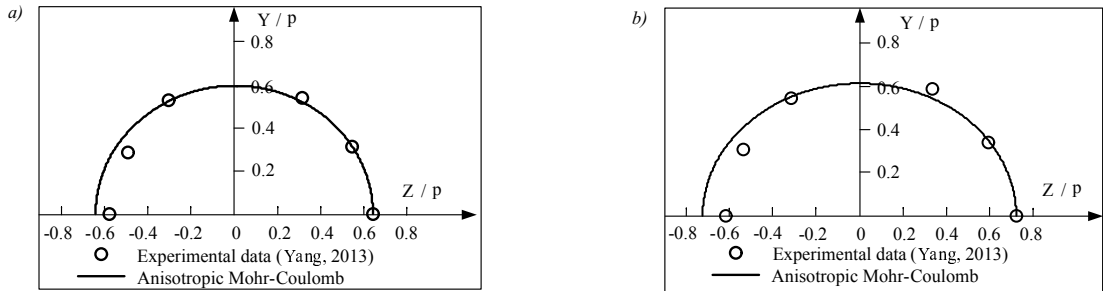 a)
Y / p
0.8
0.6
0.4
0.2
Z / p
-0.8 -0.6 -0.4 -0.2 0 0.2 0.4 0.6 0.8
Experimental data (Yang, 2013)
Anisotropic Mohr-Coulomb
b)
Y / p
0.8
0.6
0.4
0.2
Z / p
-0.8 -0.6 -0.4 -0.2 0 0.2 0.4 0.6 0.8
Experimental data (Yang, 2013)
Anisotropic Mohr-Coulomb